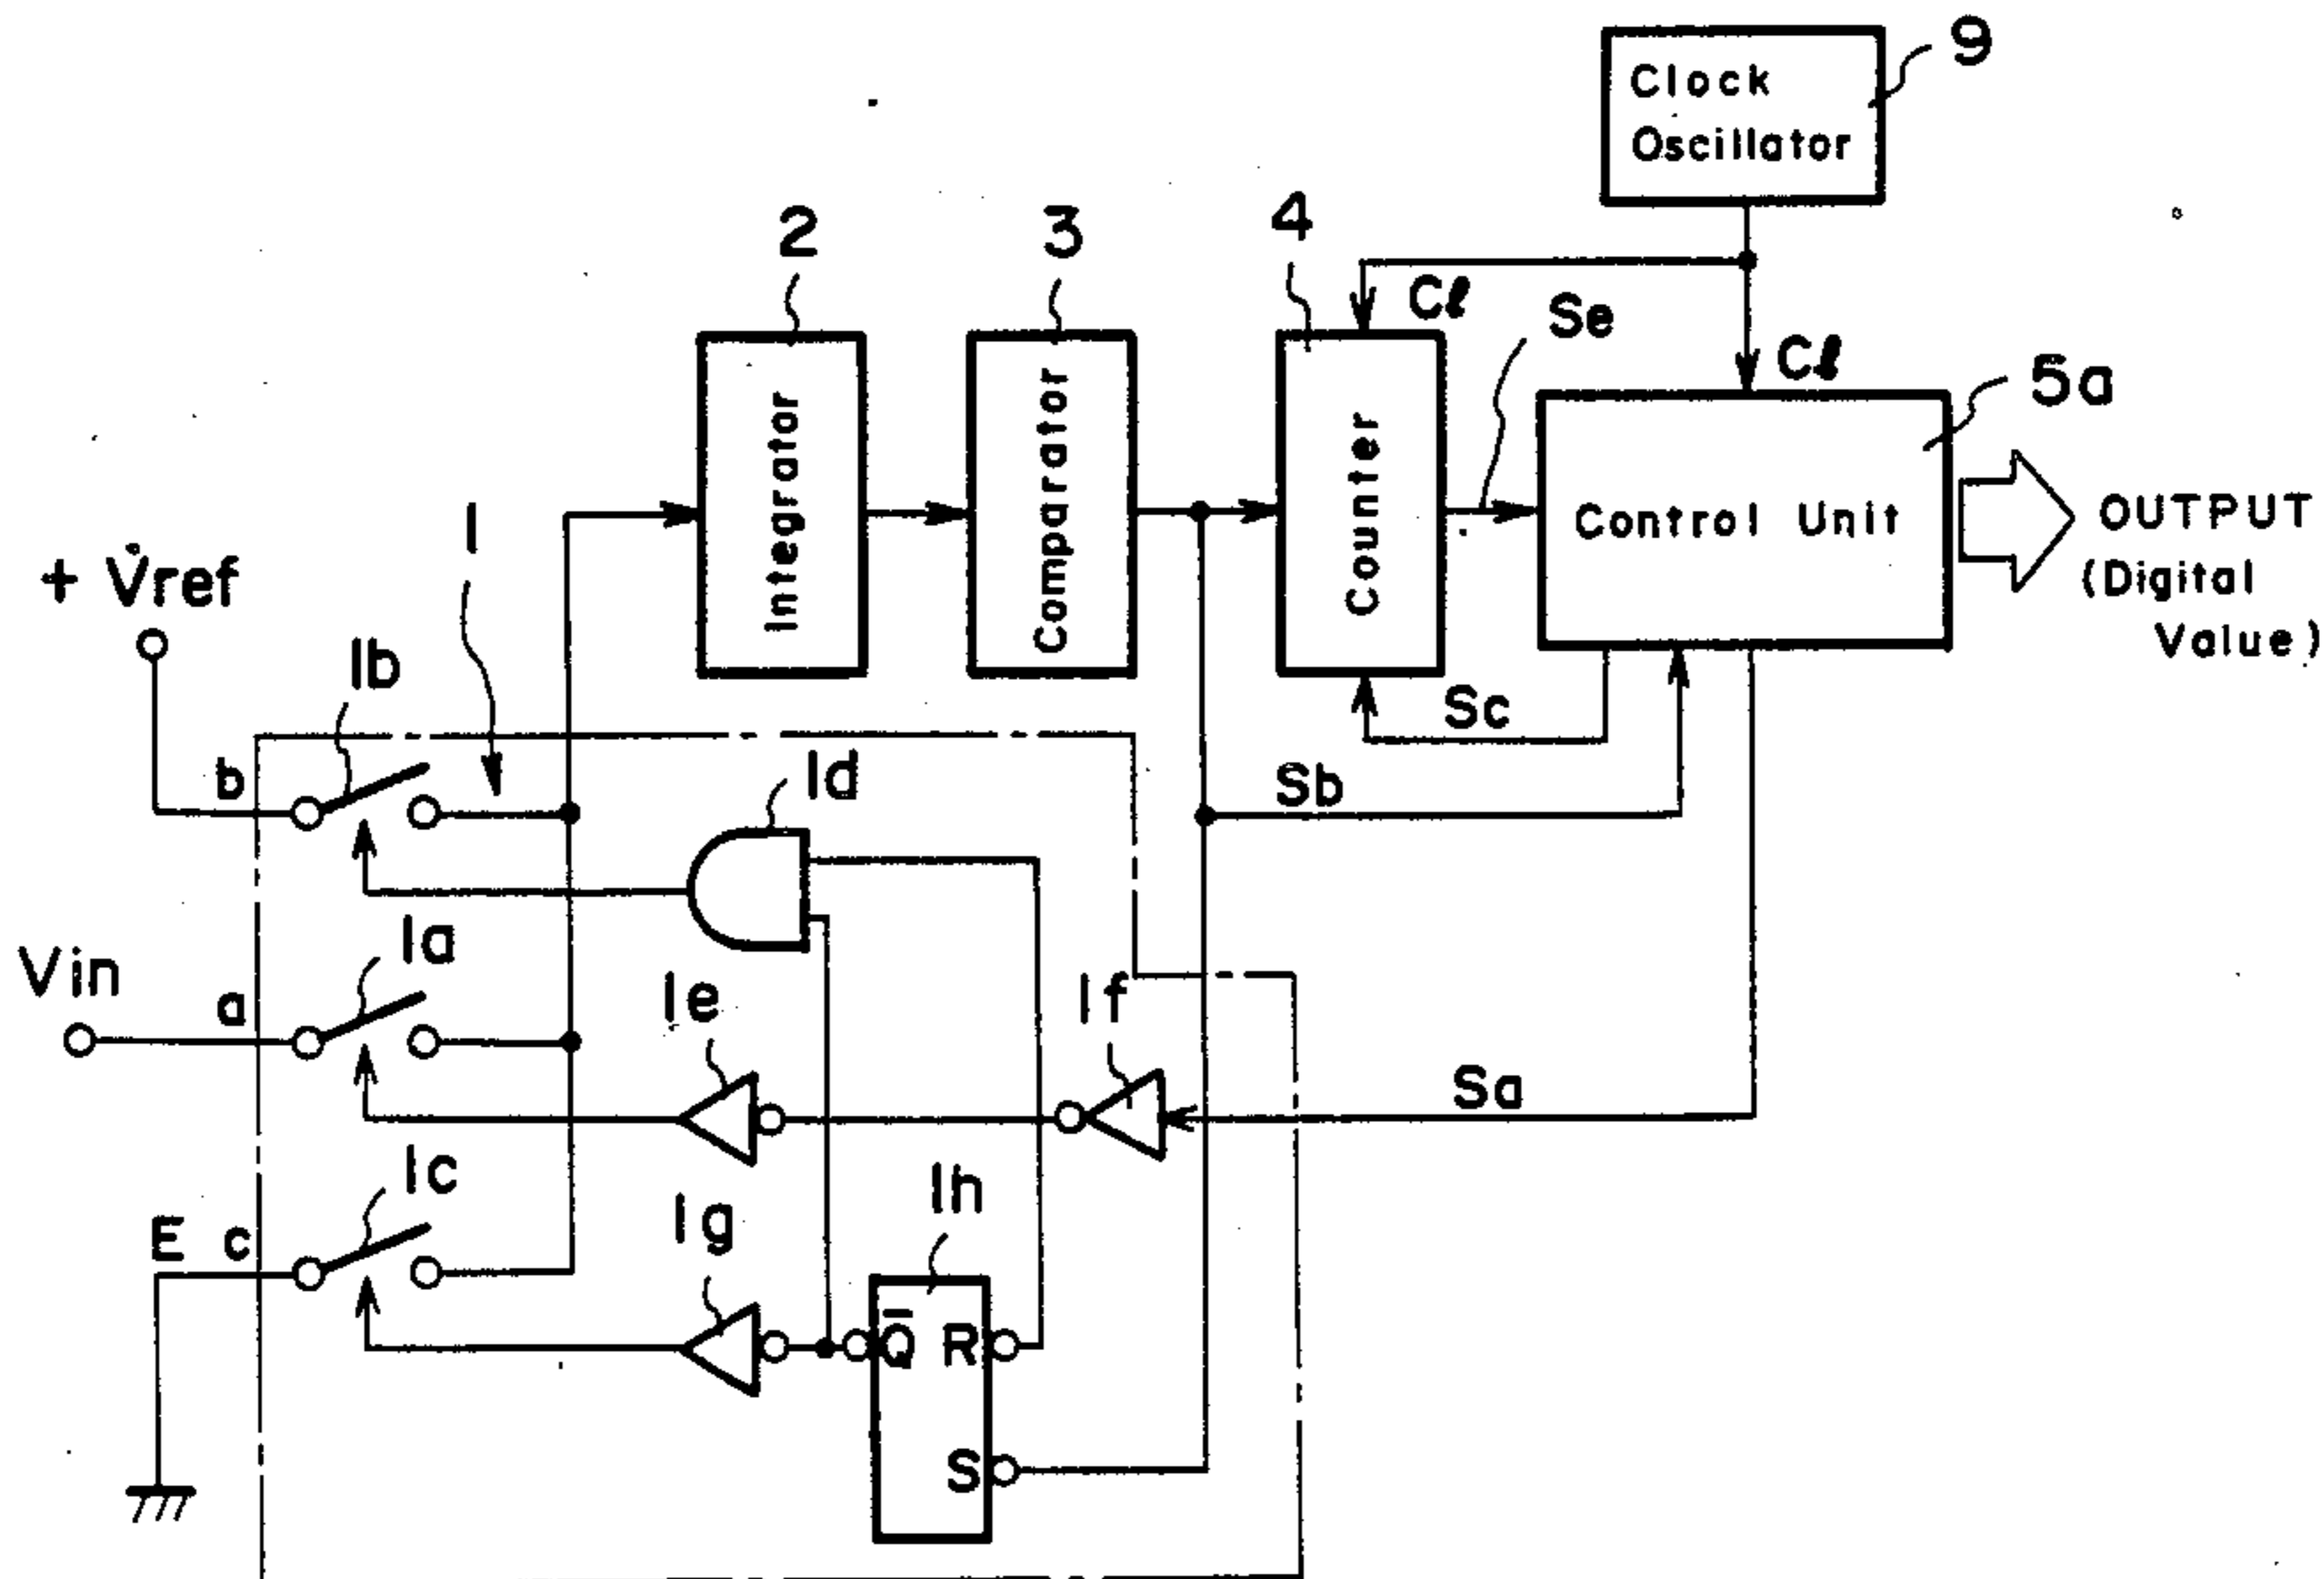 9
Clock
Oscillator
2
3
4
Cℓ
Se
Cℓ
5a
Integrator
Comparator
Counter
Control Unit
OUTPUT
(Digital
Value)
1
+ Vref
1b
Sc
b
1d
Sb
Vin
a
1a
1e
1f
Sa
E c
1c
1g
1h
Q̄ R
S